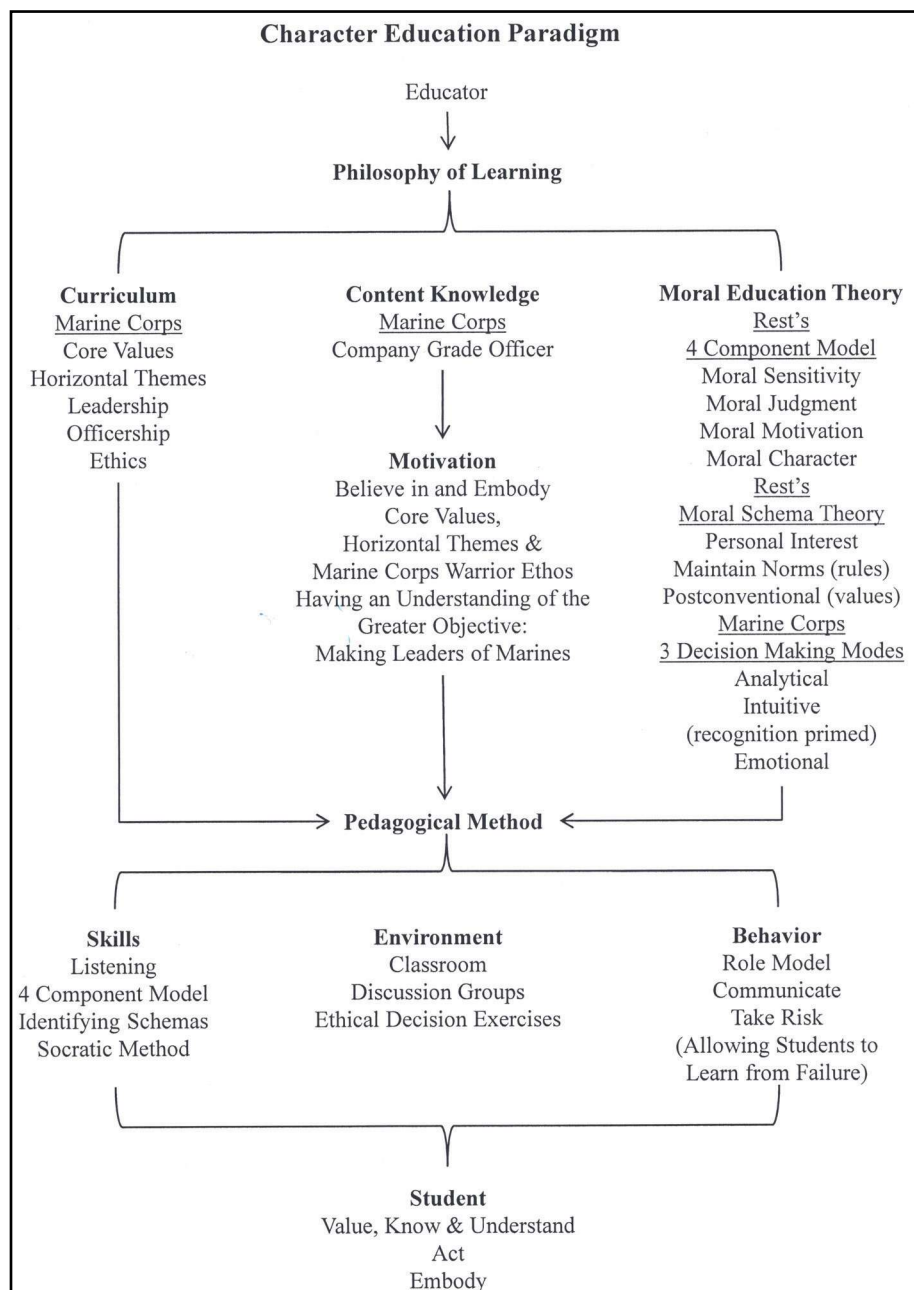 Character Education Paradigm
Educator
Philosophy of Learning
Curriculum
Marine Corps
Core Values
Horizontal Themes
Leadership
Officership
Ethics
Content Knowledge
Marine Corps
Company Grade Officer
Motivation
Believe in and Embody
Core Values,
Horizontal Themes &
Marine Corps Warrior Ethos
Having an Understanding of the
Greater Objective:
Making Leaders of Marines
Moral Education Theory
Rest's
4 Component Model
Moral Sensitivity
Moral Judgment
Moral Motivation
Moral Character
Rest's
Moral Schema Theory
Personal Interest
Maintain Norms (rules)
Postconventional (values)
Marine Corps
3 Decision Making Modes
Analytical
Intuitive
(recognition primed)
Emotional
Pedagogical Method
Skills
Listening
4 Component Model
Identifying Schemas
Socratic Method
Environment
Classroom
Discussion Groups
Ethical Decision Exercises
Behavior
Role Model
Communicate
Take Risk
(Allowing Students to
Learn from Failure)
Student
Value, Know & Understand
Act
Embody